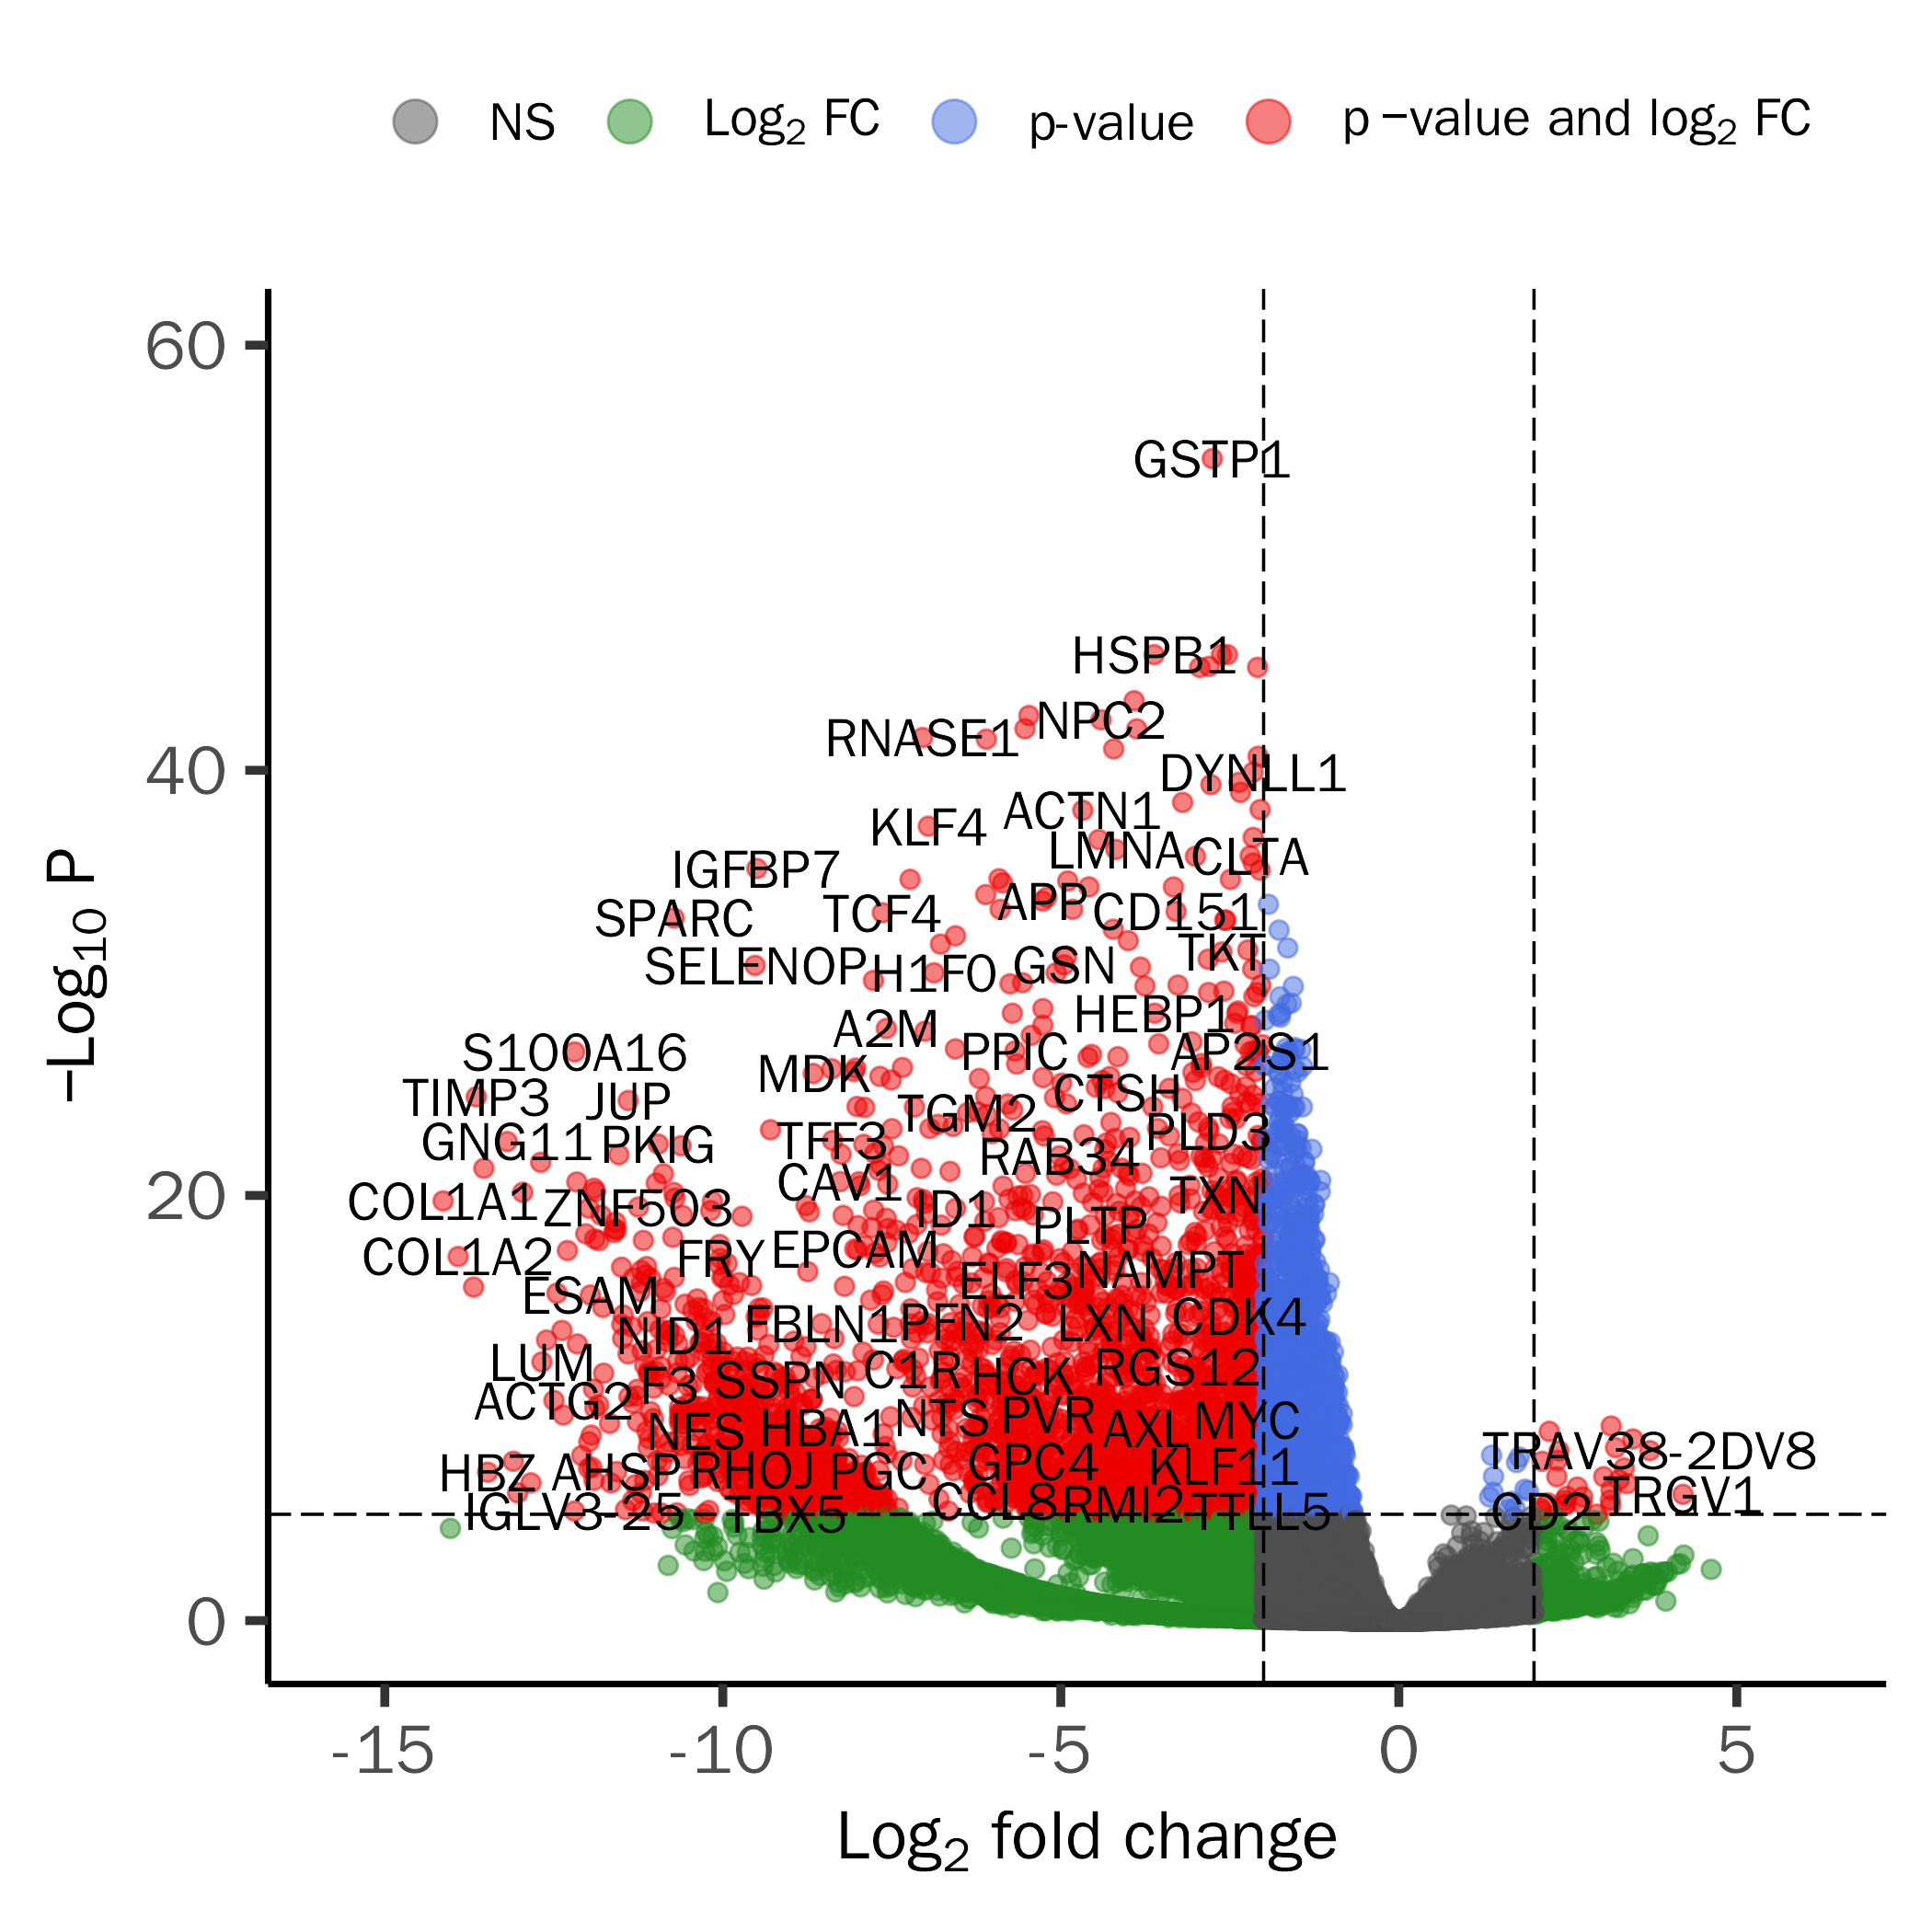 NS Log2 FC p-value p −value and log2 FC
60
GSTP1
HSPB1
NPC2
RNASE1
40
DYNLL1
ACTN1
KLF4
LMNA CLTA
IGFBP7
APP CD151
SPARC TCF4
TKT
SELENOP H1F0 GSN
HEBP1
A2M
S100A16 PPIC AP2S1
MDK
TIMP3 JUP CTSH
TGM2
GNG11 PKIG TFF3 PLD3
RAB34
CAV1
20
COL1A1 ZNF503 ID1 TXN
PLTP
COL1A2 FRY EPCAM
ELF3 NAMPT
ESAM
FBLN1 PFN2 LXN CDK4
NID1
LUM C1R HCK RGS12
F3 SSPN
ACTG2 NTS PVR
NES HBA1 AXL MYC
TRAV38-2DV8
HBZ AHSP RHOJ PGC GPC4 KLF11
TRGV1
IGLV3-25 TBX5 CCL8 RMI2 TTLL5 CD2
0
−Log10 P
-15 -10 -5 0 5
Log2 fold change